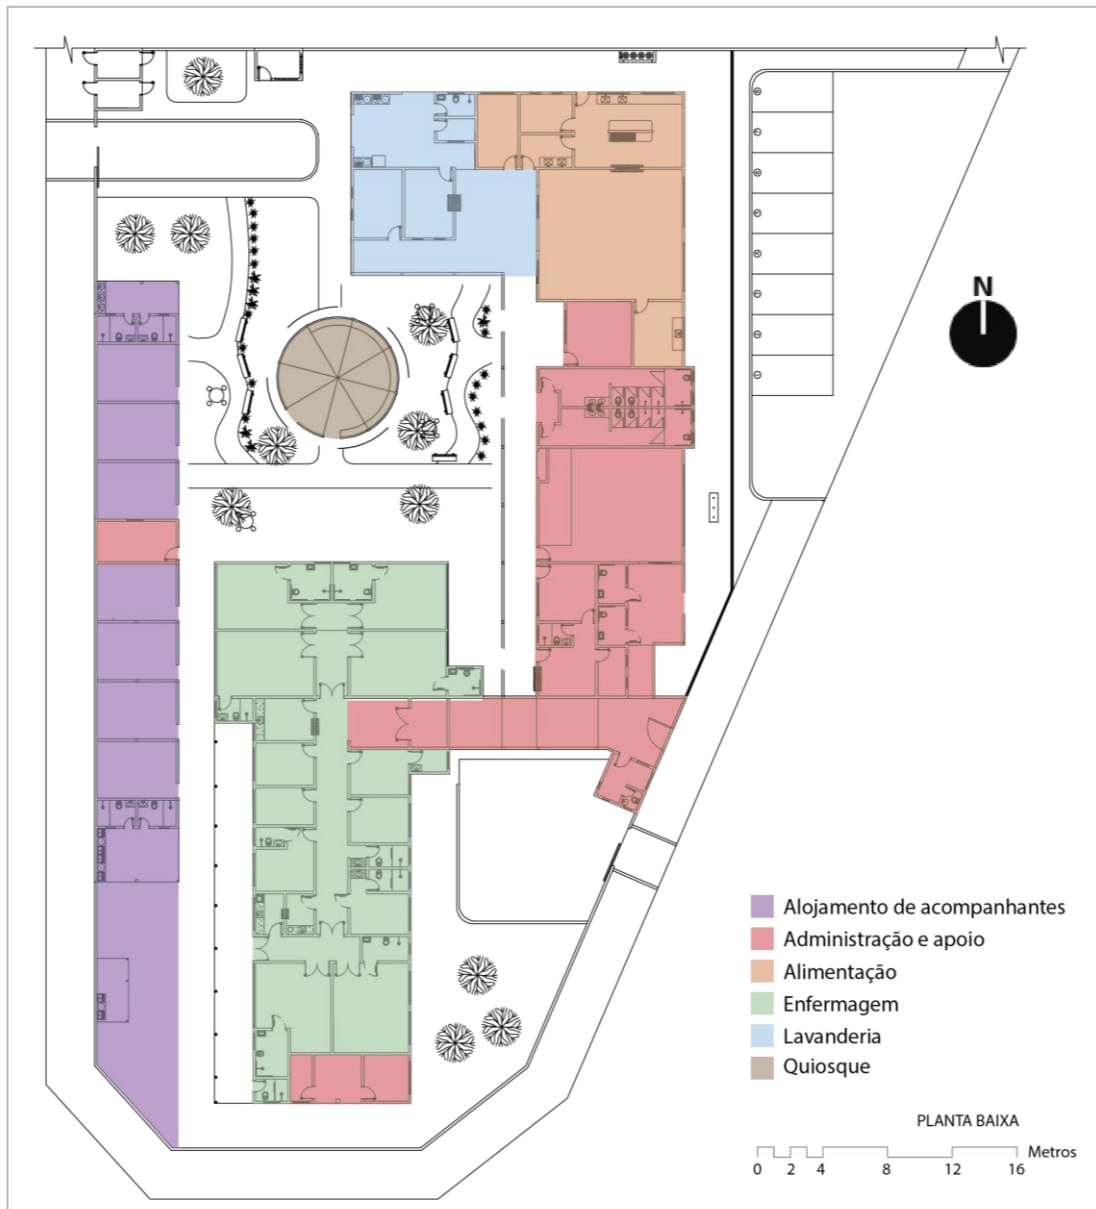 N
Alojamento de acompanhantes
Administração e apoio
Alimentação
Enfermagem
Lavanderia
Quiosque
PLANTA BAIXA
Metros
0 2 4 8 12 16